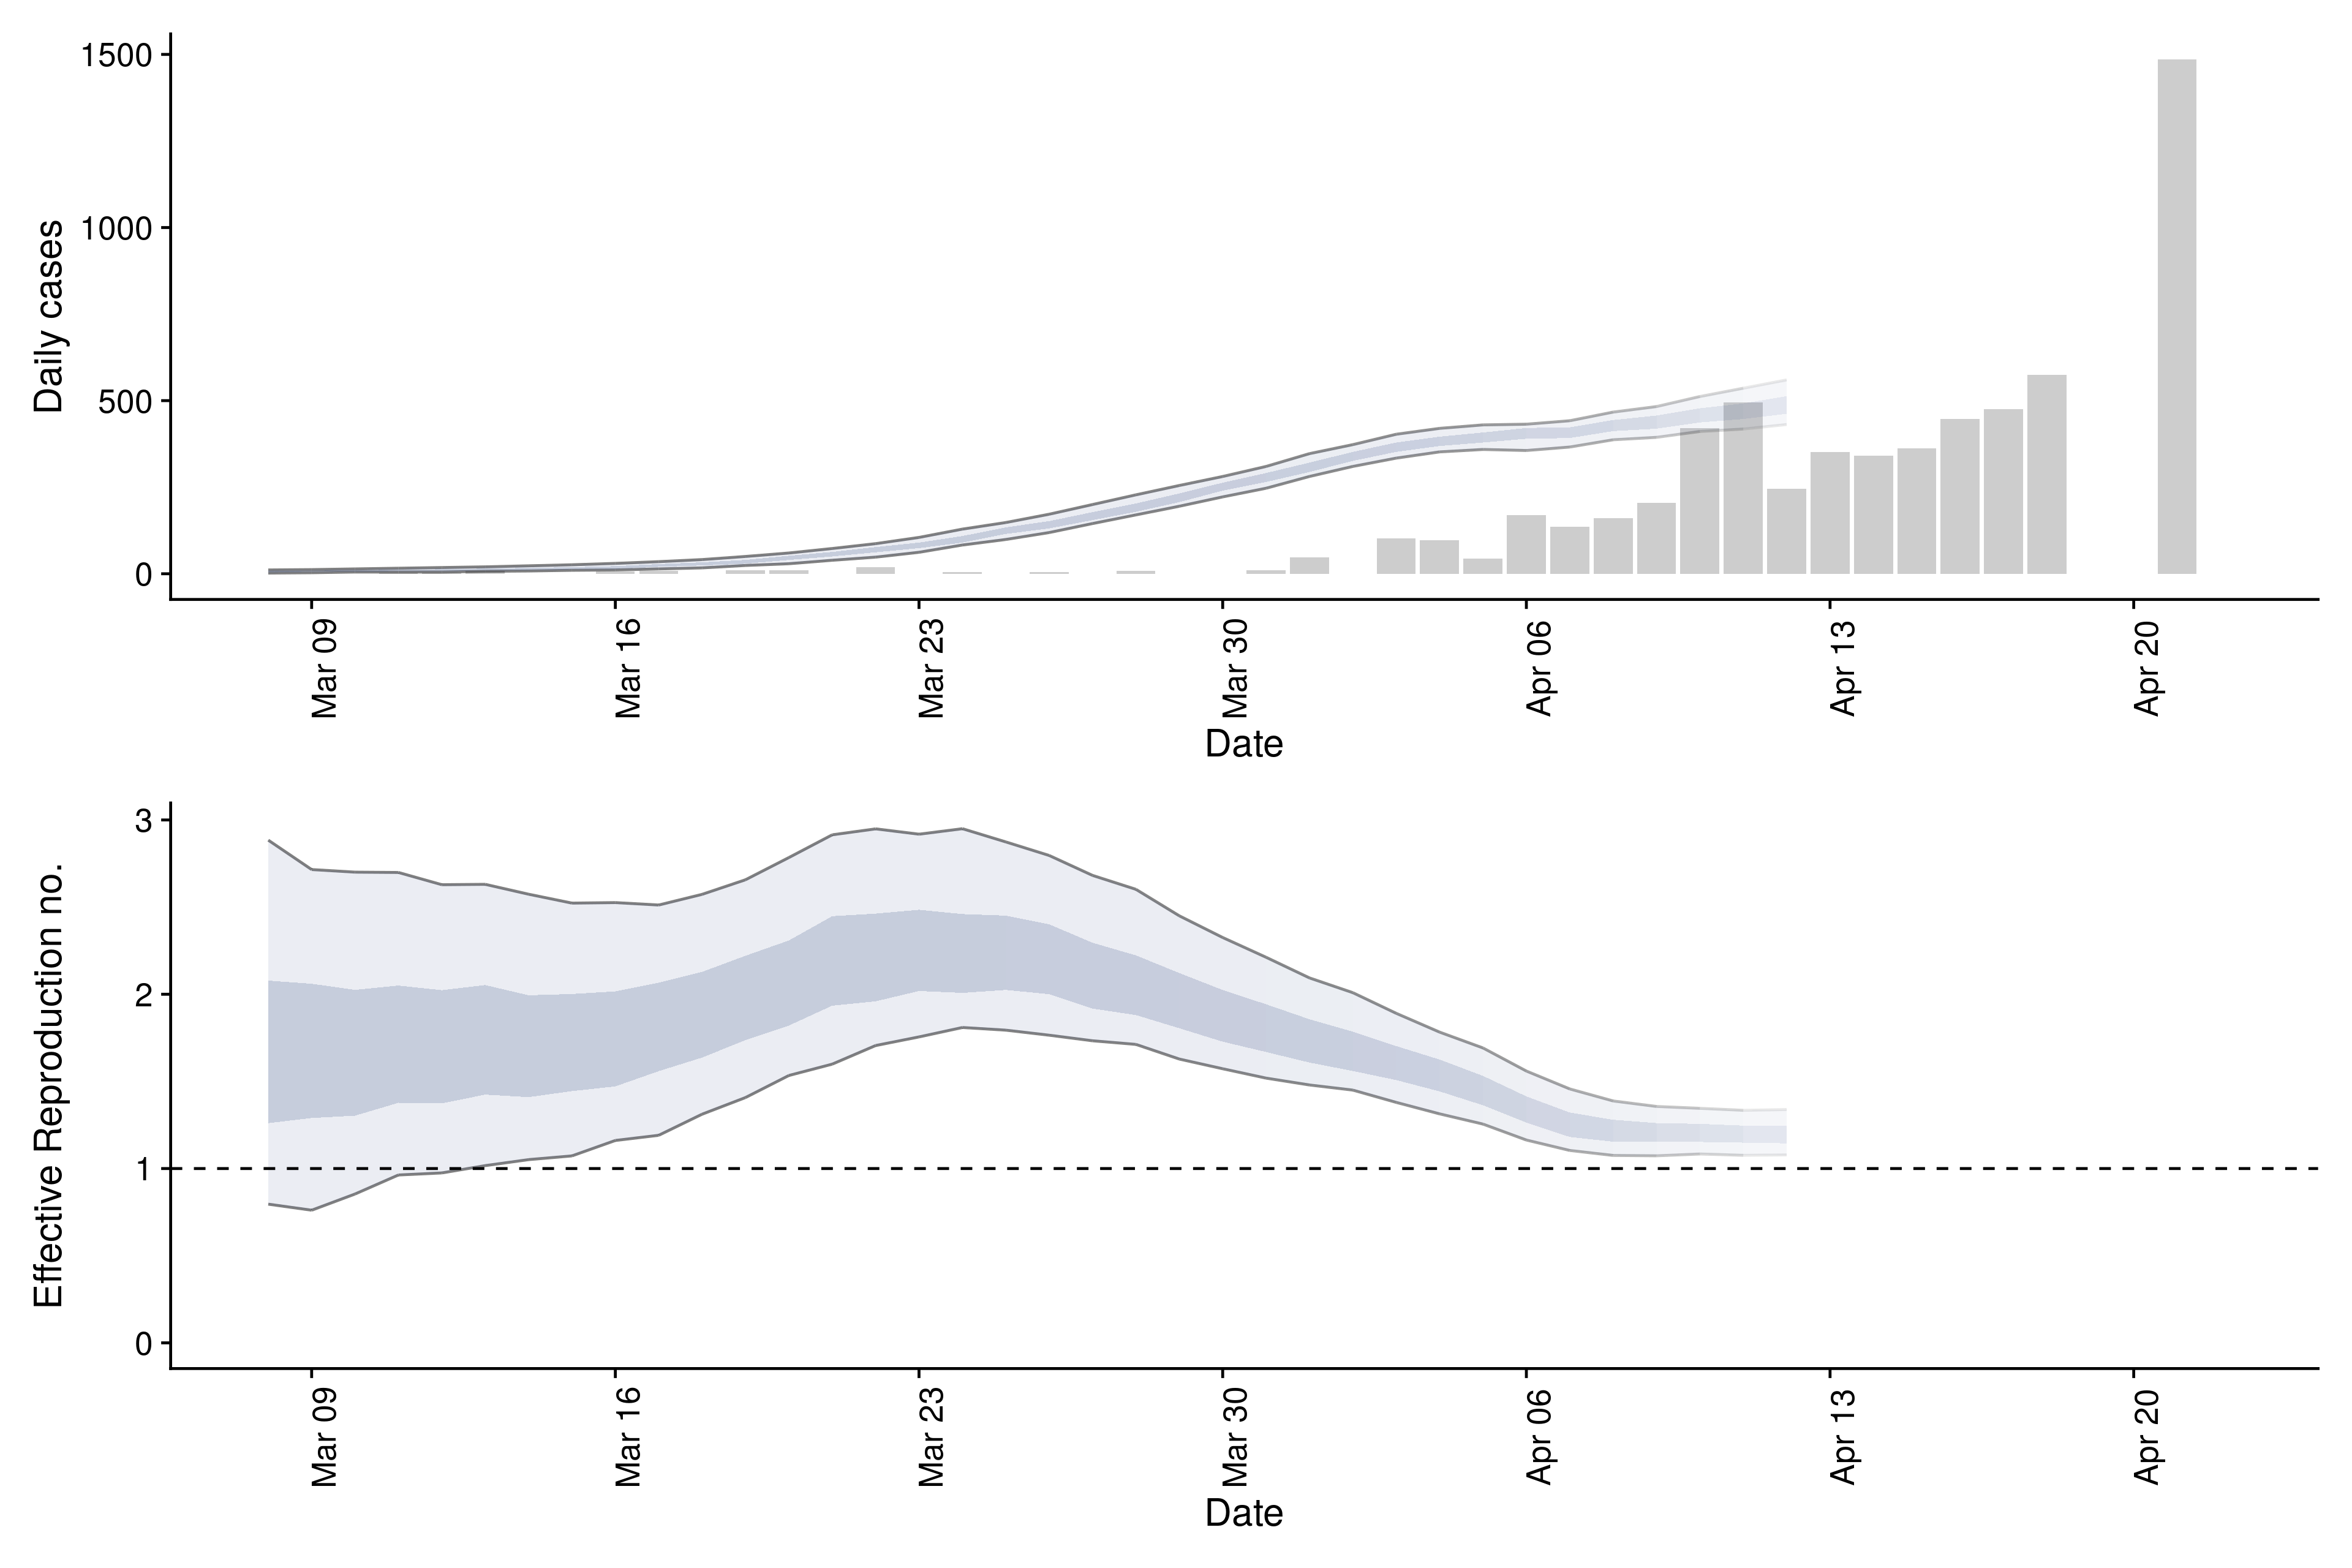 Daily cases
1500
1000
500
0
Mar 09
Mar 16
Mar 23
Mar 30
Apr 06
Apr 13
Apr 20
Date
Effective Reproduction no.
3
2
1
0
Mar 09
Mar 16
Mar 23
Mar 30
Apr 06
Apr 13
Apr 20
Date